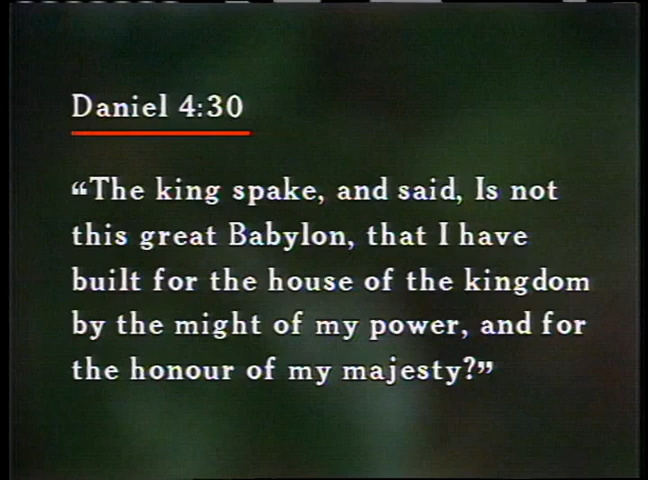 Daniel 4:30
“The king spake, and said, Is not
this great Babylon, that I have
built for the house of the kingdom
by the might of my power, and for
the honour of my majesty?”